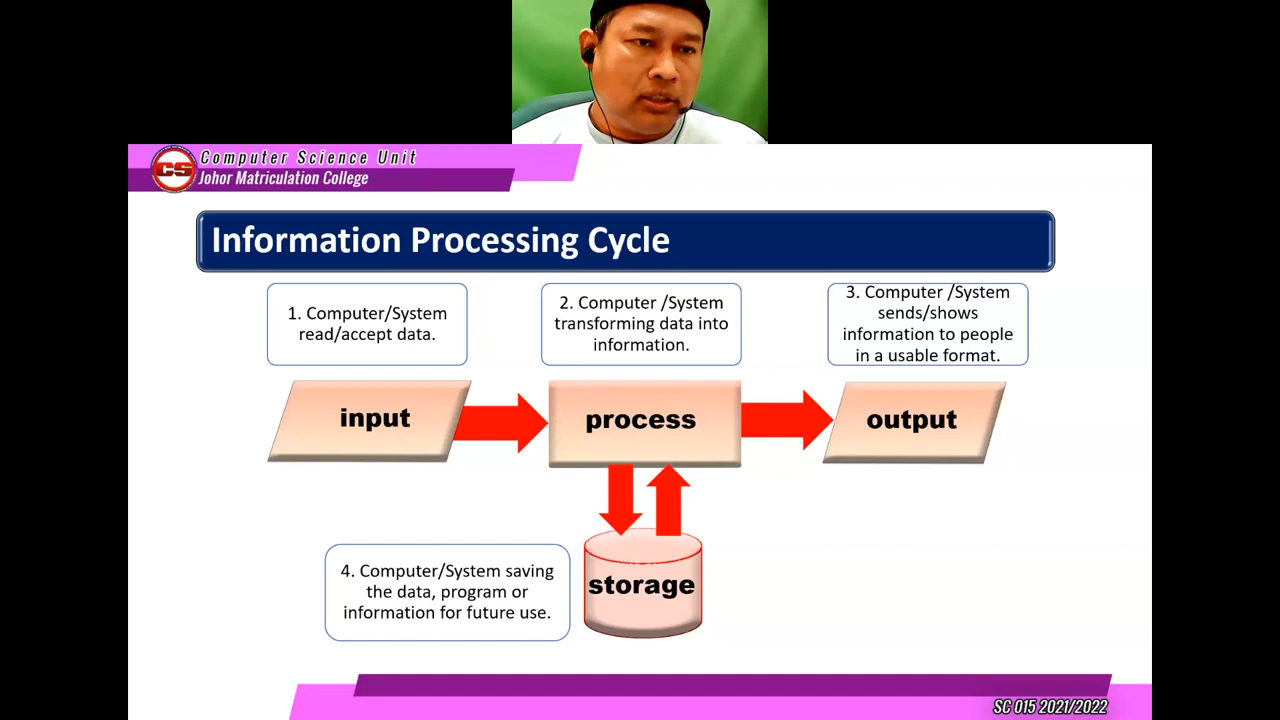 Computer Science Unit
CS
Johor Matriculation College
Information Processing Cycle
1. Computer/System
read/accept data.
2. Computer /System
transforming data into
information.
3. Computer /System
sends/shows
information to people
in a usable format.
input
process
output
4. Computer/System saving
the data, program or
information for future use.
storage
SC 015 2021/2022